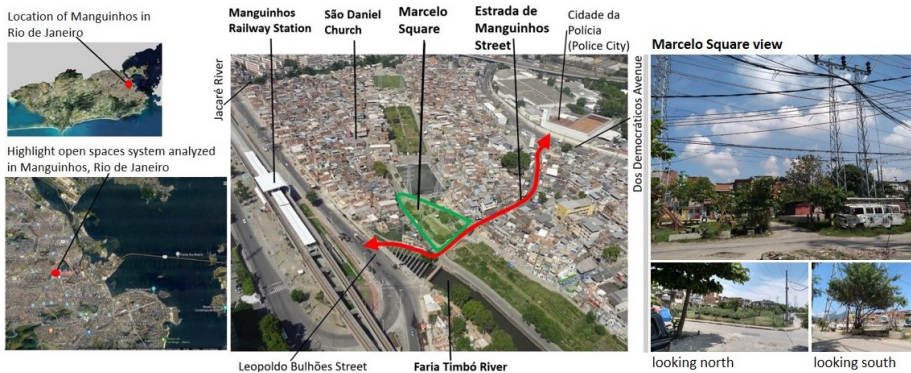 Location of Manguinhos in
Rio de Janeiro
Highlight open spaces system analyzed
in Manguinhos, Rio de Janeiro
Jacaré River
Manguinhos
Railway Station
São Daniel
Church
Marcelo
Square
Estrada de
Manguinhos
Street
Cidade da
Polícia
(Police City)
Dos Democráticos Avenue
Leopoldo Bulhões Street
Faria Timbó River
Marcelo Square view
looking north
looking south